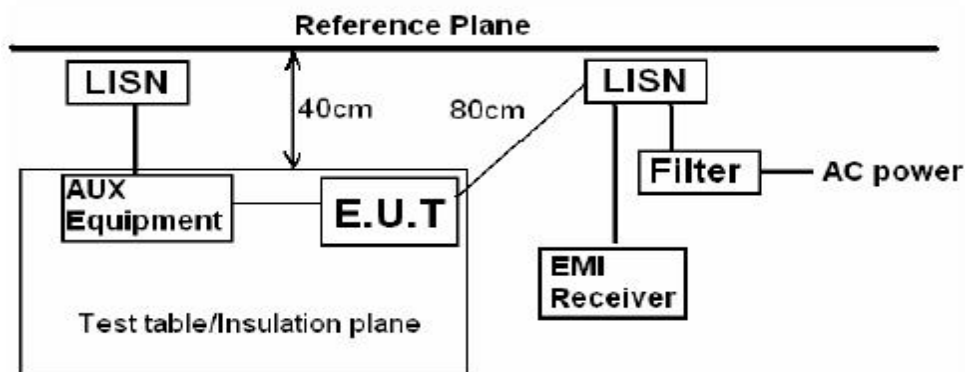 Reference Plane
LISN
40cm
80cm
LISN
Filter
AC power
AUX
Equipment
E.U.T
EMI
Receiver
Test table/Insulation plane